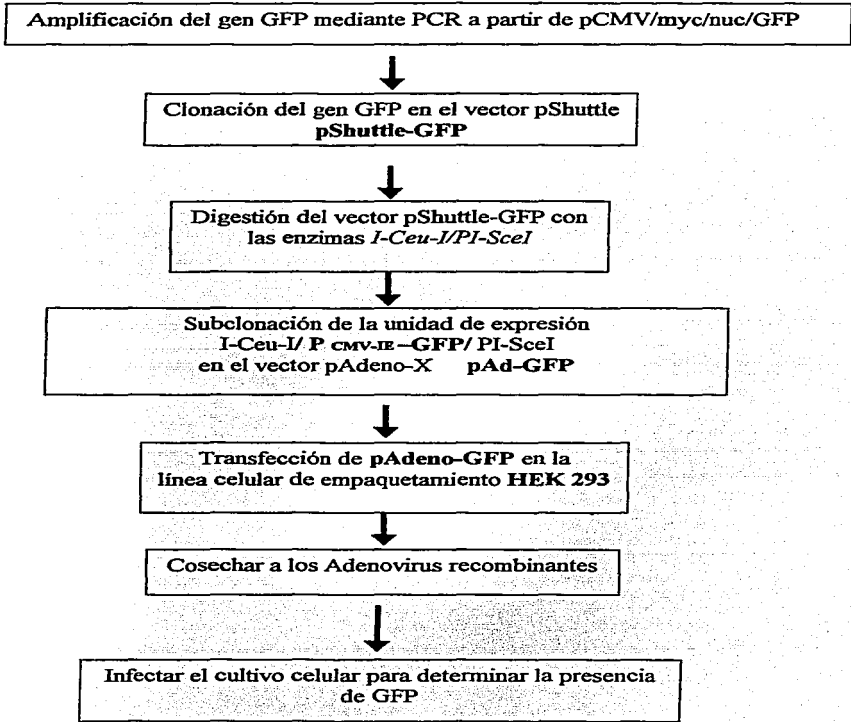 Amplificación del gen GFP mediante PCR a partir de pCMV/myc/nuc/GFP
Clonación del gen GFP en el vector pShuttle
pShuttle-GFP
Digestión del vector pShuttle-GFP con
las enzimas I-Ceu-I/PI-SceI
Subclonación de la unidad de expresión
I-Ceu-I/ P CMV-IE –GFP/ PI-SceI
en el vector pAdeno-X pAd-GFP
Transfección de pAdeno-GFP en la
línea celular de empaquetamiento HEK 293
Cosechar a los Adenovirus recombinantes
Infectar el cultivo celular para determinar la presencia
de GFP